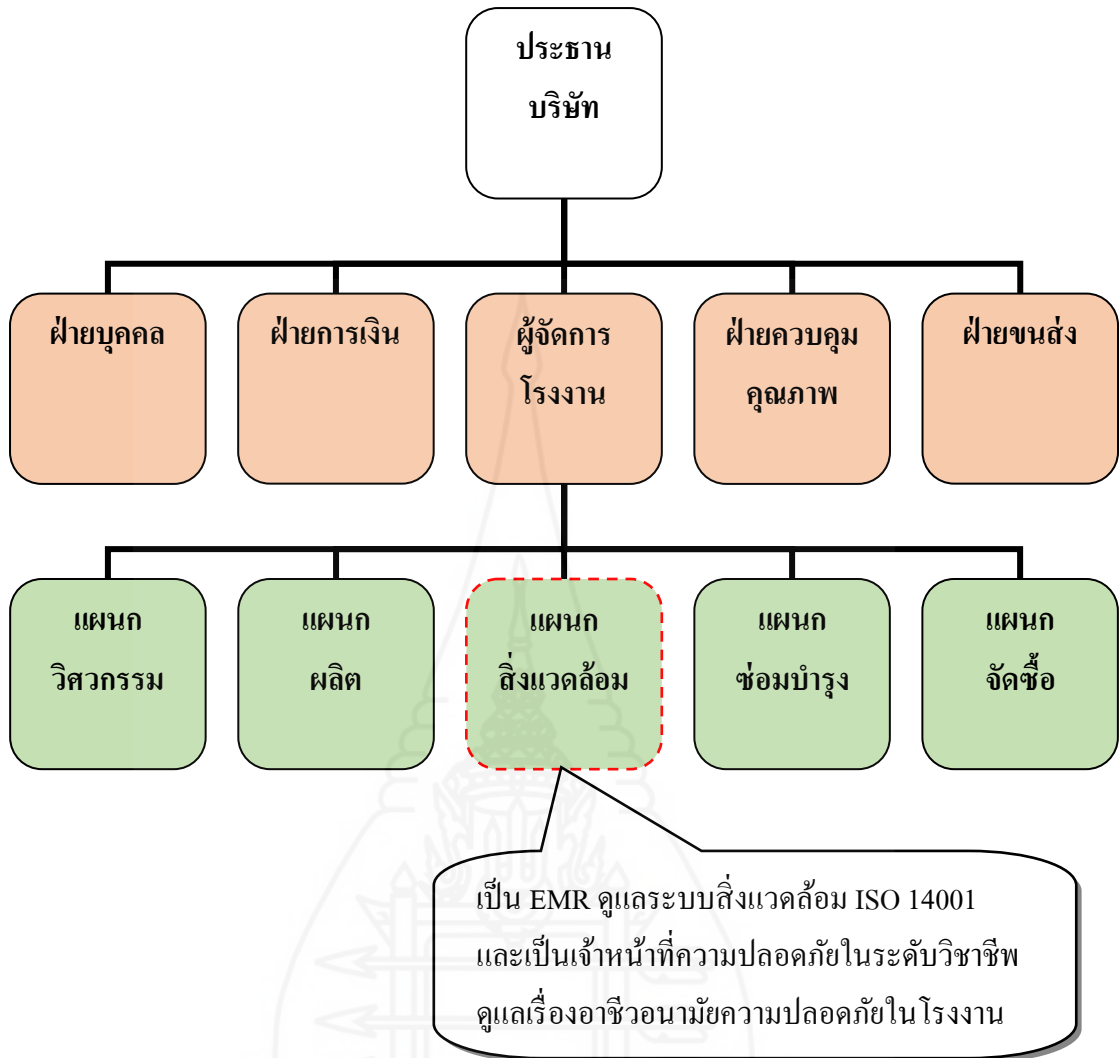 ประธาน
บริษัท
ฝ่ายบุคคล
ฝ่ายการเงิน
ผู้จัดการ
โรงงาน
ฝ่ายควบคุม
คุณภาพ
ฝ่ายขนส่ง
แผนก
วิศวกรรม
แผนก
ผลิต
แผนก
สิ่งแวดล้อม
แผนก
ซ่อมบำรุง
แผนก
จัดซื้อ
เป็น EMR ดูแลระบบสิ่งแวดล้อม ISO 14001
และเป็นเจ้าหน้าที่ความปลอดภัยในระดับวิชาชีพ
ดูแลเรื่องอาชีวอนามัยความปลอดภัยในโรงงาน